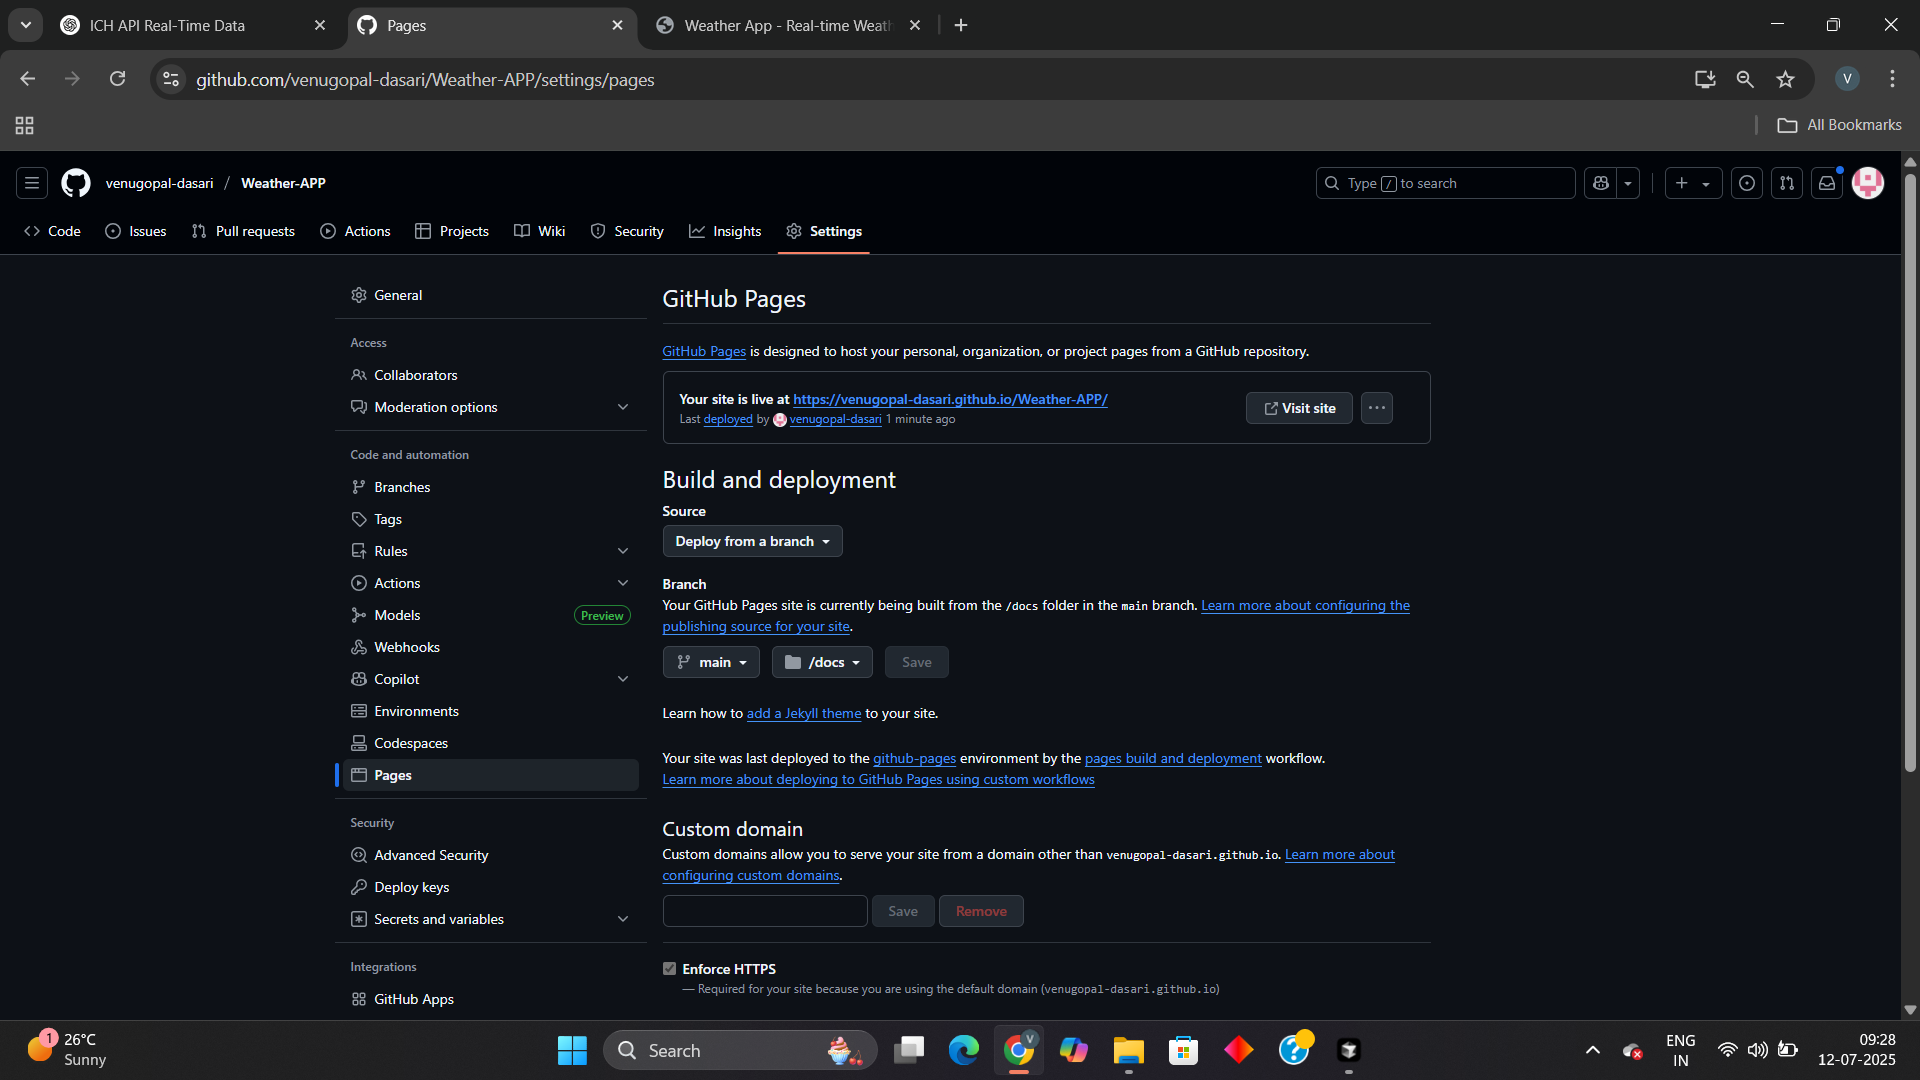 ICH API Real-Time Data
Pages
Weather App - Real-time Weath
github.com/venugopal-dasari/Weather-APP/settings/pages
V
All Bookmarks
venugopal-dasari / Weather-APP
Type / to search
Code
Issues
Pull requests
Actions
Projects
Wiki
Security
Insights
Settings
General
Access
Collaborators
Moderation options
Code and automation
Branches
Tags
Rules
Actions
Models Preview
Webhooks
Copilot
Environments
Codespaces
Pages
Security
Advanced Security
Deploy keys
Secrets and variables
Integrations
GitHub Apps
GitHub Pages
GitHub Pages is designed to host your personal, organization, or project pages from a GitHub repository.
Your site is live at https://venugopal-dasari.github.io/Weather-APP/
Last deployed by venugopal-dasari 1 minute ago
Visit site
Build and deployment
Source
Deploy from a branch
Branch
Your GitHub Pages site is currently being built from the /docs folder in the main branch. Learn more about configuring the
publishing source for your site.
main /docs Save
Learn how to add a Jekyll theme to your site.
Your site was last deployed to the github-pages environment by the pages build and deployment workflow.
Learn more about deploying to GitHub Pages using custom workflows
Custom domain
Custom domains allow you to serve your site from a domain other than venugopal-dasari.github.io. Learn more about
configuring custom domains.
Save Remove
Enforce HTTPS
— Required for your site because you are using the default domain (venugopal-dasari.github.io)
1
26°C
Sunny
Search
V
ENG
IN
09:28
12-07-2025